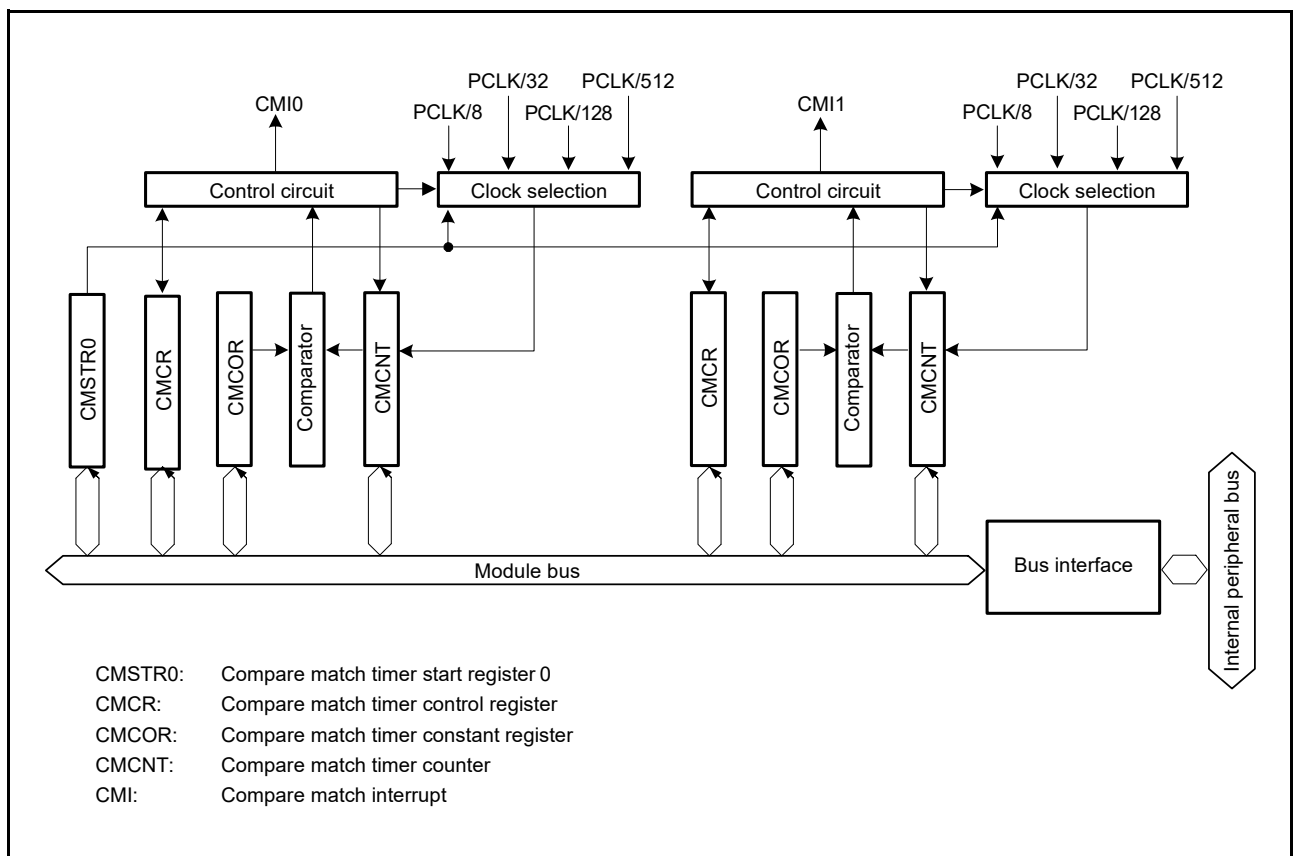 PCLK/32
PCLK/512
CMI0
PCLK/8
PCLK/128
PCLK/32
PCLK/512
CMI1
PCLK/8
PCLK/128
Control circuit
Clock selection
Control circuit
Clock selection
CMSTR0
CMCR
CMCOR
Comparator
CMCNT
CMCR
CMCOR
Comparator
CMCNT
Module bus
Bus interface
Internal peripheral bus
CMSTR0: Compare match timer start register 0
CMCR: Compare match timer control register
CMCOR: Compare match timer constant register
CMCNT: Compare match timer counter
CMI: Compare match interrupt